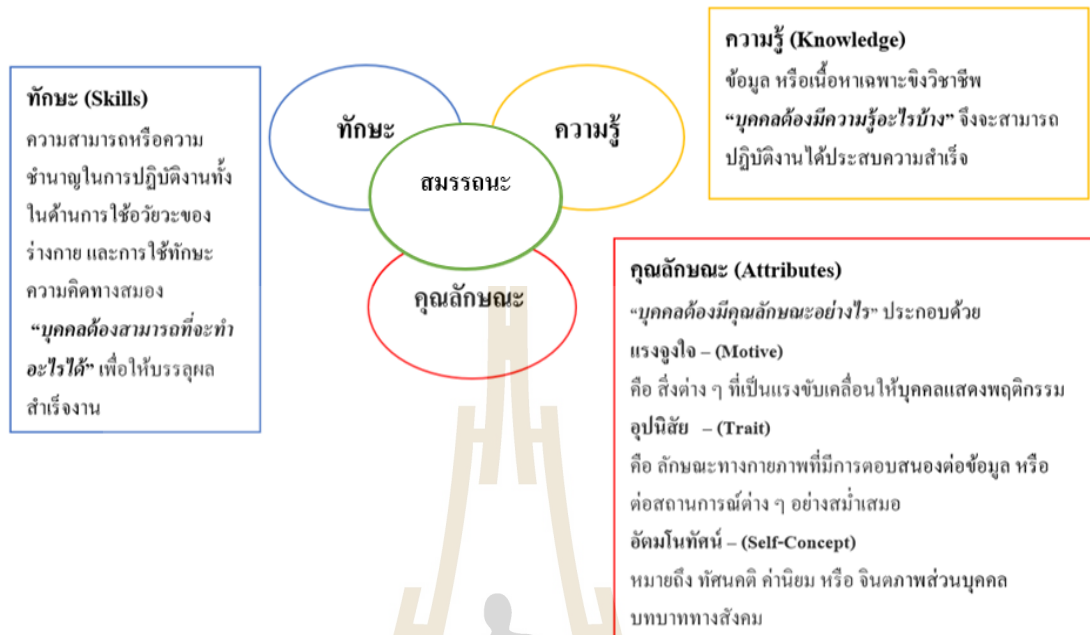 ทักษะ (Skills)
ความสามารถหรือความ
ชำนาญในการปฏิบัติงานทั้ง
ในด้านการใช้อวัยวะของ
ร่างกาย และการใช้ทักษะ
ความคิดทางสมอง
“บุคคลต้องสามารถที่จะทำ
อะไรได้” เพื่อให้บรรลุผล
สำเร็จงาน
ทักษะ
ความรู้
สมรรถนะ
คุณลักษณะ
ความรู้ (Knowledge)
ข้อมูล หรือเนื้อหาเฉพาะขิงวิชาชีพ
“บุคคลต้องมีความรู้อะไรบ้าง” จึงจะสามารถ
ปฏิบัติงานได้ประสบความสำเร็จ
คุณลักษณะ (Attributes)
“บุคคลต้องมีคุณลักษณะอย่างไร” ประกอบด้วย
แรงจูงใจ – (Motive)
คือ สิ่งต่าง ๆ ที่เป็นแรงขับเคลื่อนให้บุคคลแสดงพฤติกรรม
อุปนิสัย – (Trait)
คือ ลักษณะทางกายภาพที่มีการตอบสนองต่อข้อมูล หรือ
ต่อสถานการณ์ต่าง ๆ อย่างสม่ำเสมอ
อัตมโนทัศน์ – (Self-Concept)
หมายถึง ทัศนคติ ค่านิยม หรือ จินตภาพส่วนบุคคล
บทบาททางสังคม